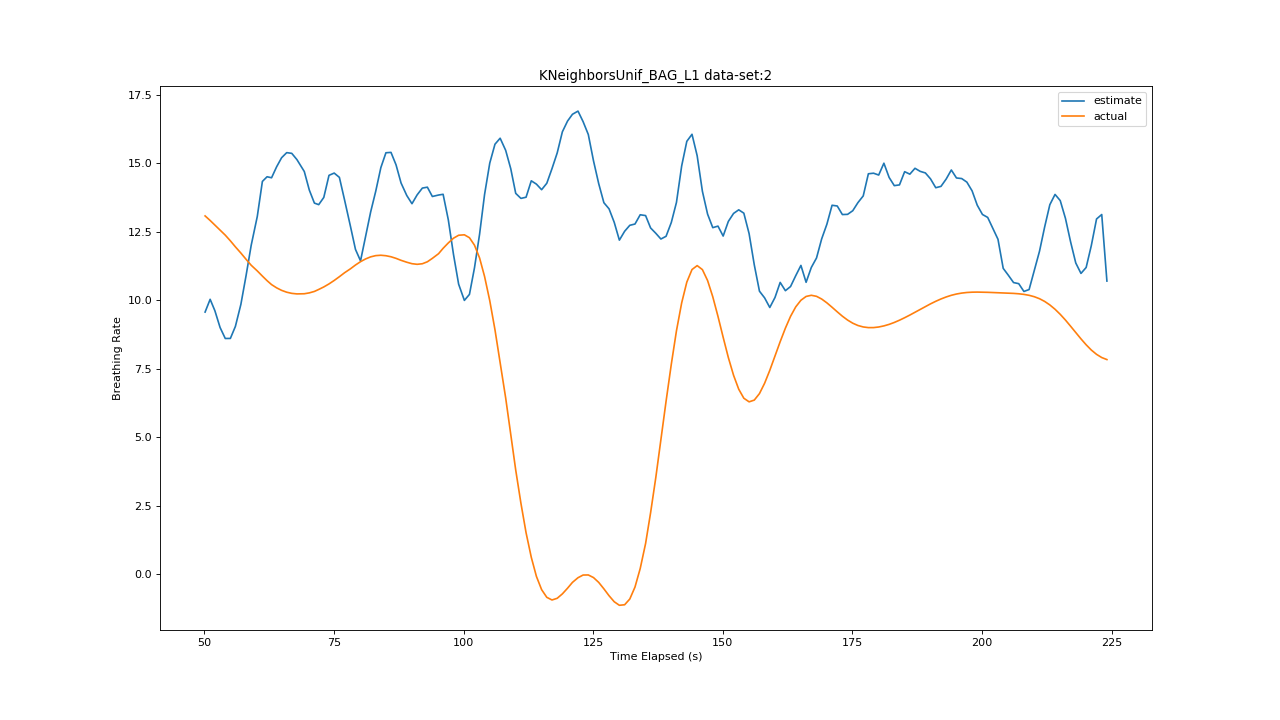 KNeighborsUnif_BAG_L1 data-set:2
estimate
actual
Breathing Rate
17.5
15.0
12.5
10.0
7.5
5.0
2.5
0.0
50 75 100 125 150 175 200 225
Time Elapsed (s)